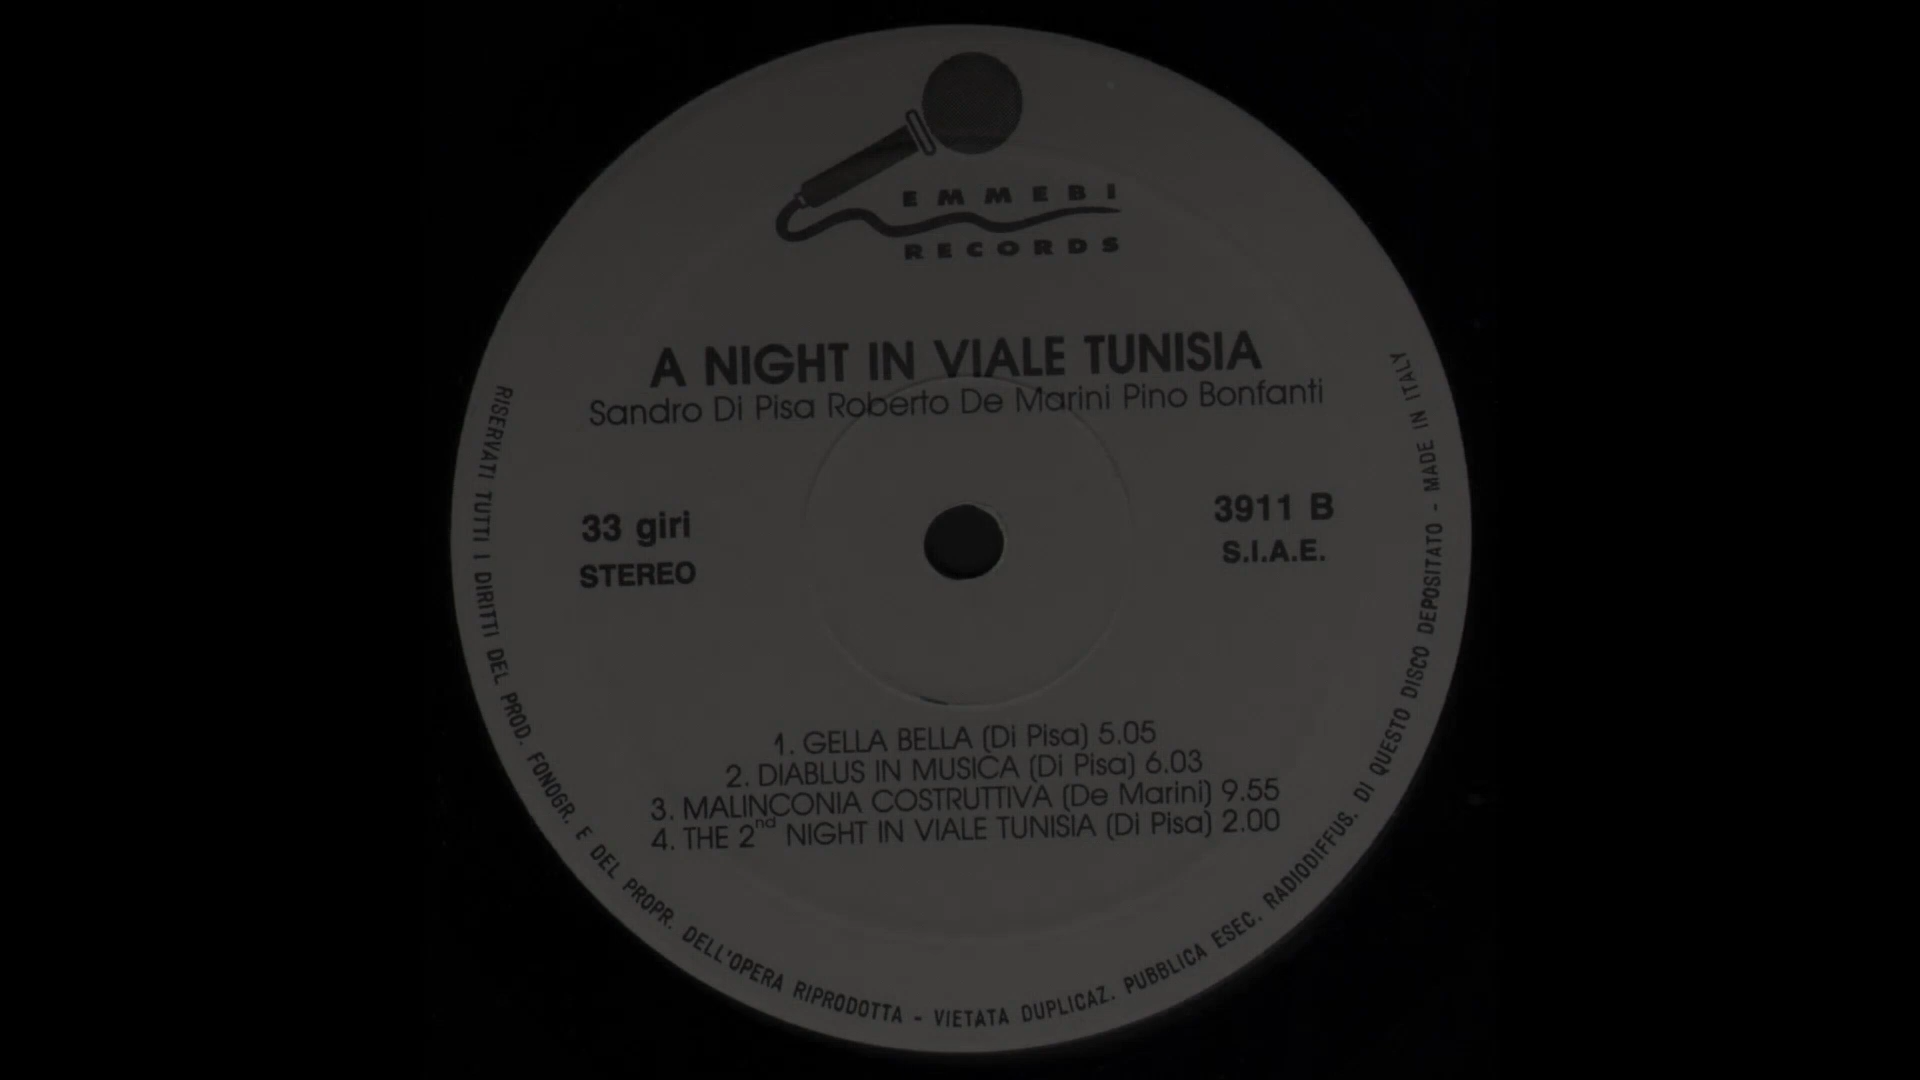 EMMEBI
RECORDS
A NIGHT IN VIALE TUNISIA
Sandro Di Pisa Roberto De Marini Pino Bonfanti
33 giri
STEREO
3911 B
S.I.A.E.
1. GELLA BELLA (Di Pisa) 5.05
2. DIABLUS IN MUSICA (Di Pisa) 6.03
3. MALINCONIA COSTRUTTIVA (De Marini) 9.55
4. THE 2nd NIGHT IN VIALE TUNISIA (Di Pisa) 2.00
RISERVATI TUTTI I DIRITTI DEL PROD. FONOGR. E DEL PROPR. DELL'OPERA RIPRODOTTA - VIETATA DUPLICAZ. PUBBLICA ESEC. RADIODIFFUS. DI QUESTO DISCO DEPOSITATO - MADE IN ITALY